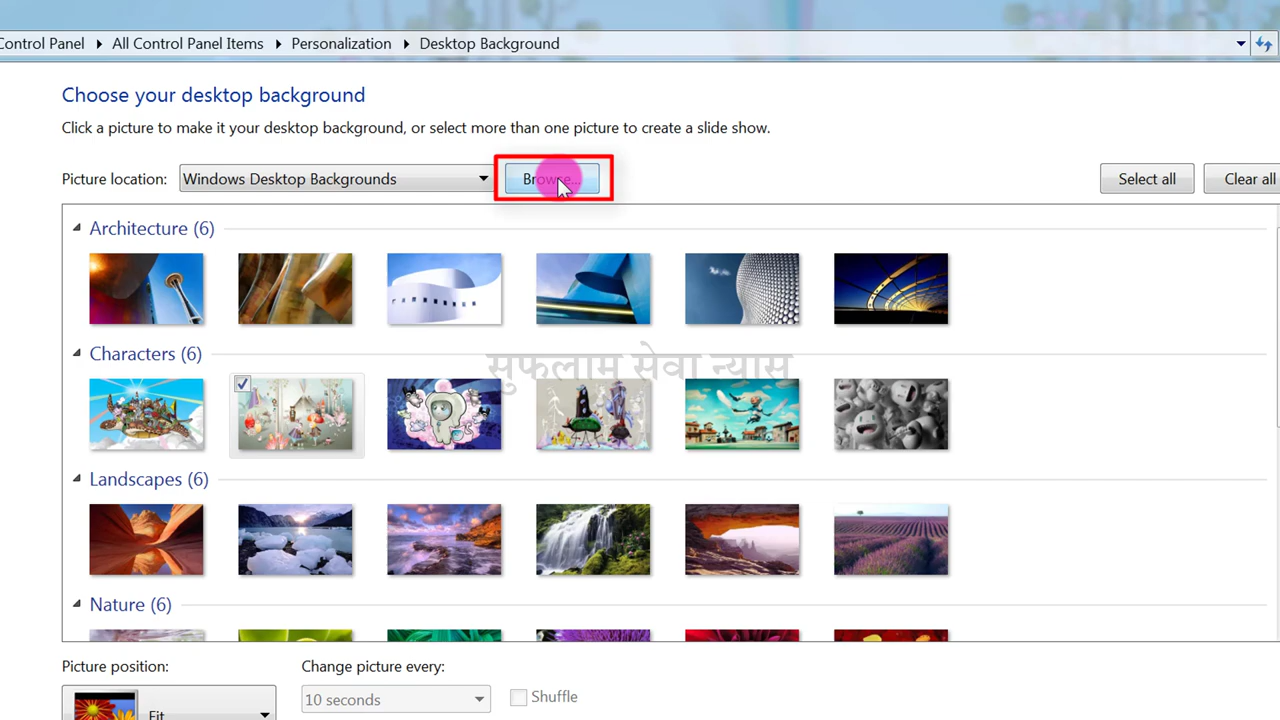 Control Panel All Control Panel Items Personalization Desktop Background
Choose your desktop background
Click a picture to make it your desktop background, or select more than one picture to create a slide show.
Picture location: Windows Desktop Backgrounds Browse... Select all Clear all
Architecture (6)
Characters (6)
सुफलाम सेवा न्यास
Landscapes (6)
Nature (6)
Picture position: Change picture every:
Fit 10 seconds Shuffle